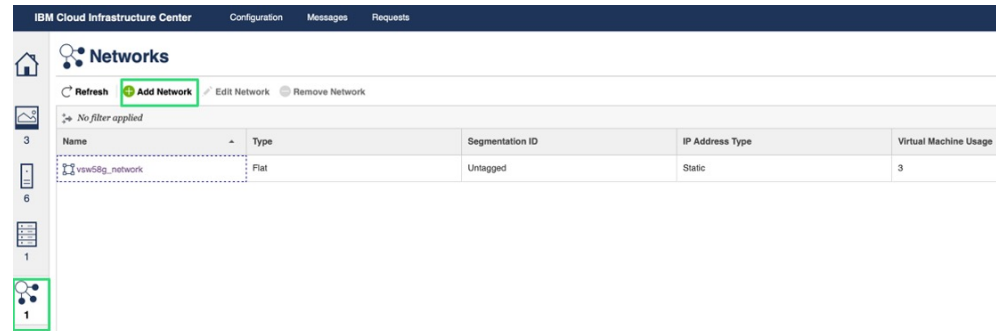 IBM Cloud Infrastructure Center Configuration Messages Requests
Networks
Refresh Add Network Edit Network Remove Network
No filter applied
Name Type Segmentation ID IP Address Type Virtual Machine Usage
vsw58g_network Flat Untagged Static 3
3
6
1
1